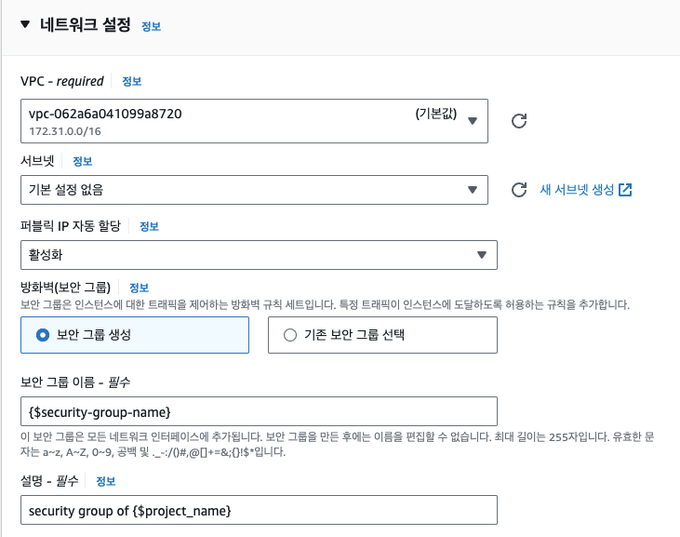 네트워크 설정 정보
VPC - required 정보
vpc-062a6a041099a8720 (기본값)
172.31.0.0/16
서브넷 정보
기본 설정 없음 새 서브넷 생성
퍼블릭 IP 자동 할당 정보
활성화
방화벽(보안 그룹) 정보
보안 그룹은 인스턴스에 대한 트래픽을 제어하는 방화벽 규칙 세트입니다. 특정 트래픽이 인스턴스에 도달하도록 허용하는 규칙을 추가합니다.
보안 그룹 생성 기존 보안 그룹 선택
보안 그룹 이름 - 필수
{$security-group-name}
이 보안 그룹은 모든 네트워크 인터페이스에 추가됩니다. 보안 그룹을 만든 후에는 이름을 편집할 수 없습니다. 최대 길이는 255자입니다. 유효한 문
자는 a~z, A~Z, 0~9, 공백 및 ._-:/()#,@[]+=&;{}!$*입니다.
설명 - 필수 정보
security group of {$project_name}